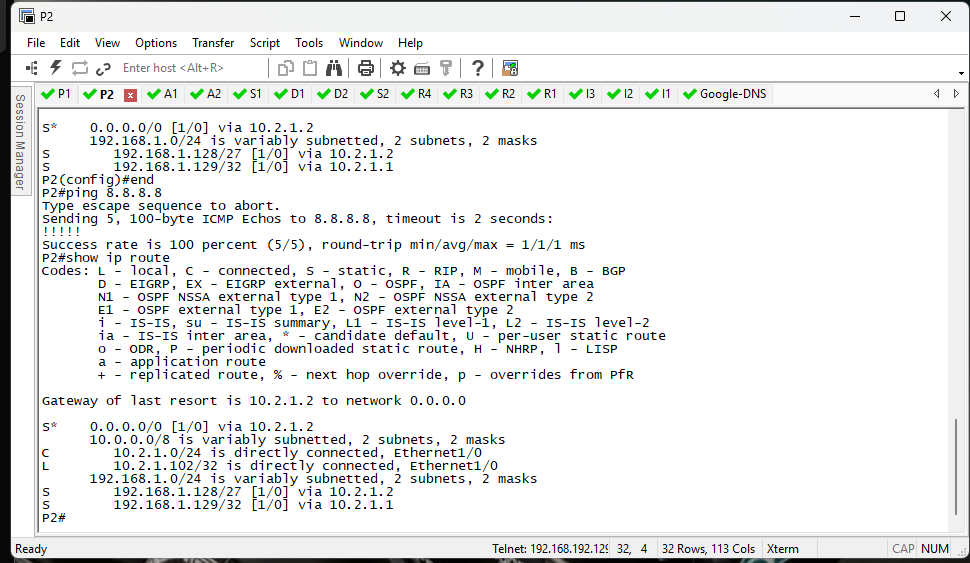 P2
File Edit View Options Transfer Script Tools Window Help
Enter host <Alt+R>
P1 P2 A1 A2 S1 D1 D2 S2 R4 R3 R2 R1 I3 I2 I1 Google-DNS
Session Manager
S* 0.0.0.0/0 [1/0] via 10.2.1.2
192.168.1.0/24 is variably subnetted, 2 subnets, 2 masks
S 192.168.1.128/27 [1/0] via 10.2.1.2
S 192.168.1.129/32 [1/0] via 10.2.1.1
P2(config)#end
P2#ping 8.8.8.8
Type escape sequence to abort.
Sending 5, 100-byte ICMP Echos to 8.8.8.8, timeout is 2 seconds:
!!!!!
Success rate is 100 percent (5/5), round-trip min/avg/max = 1/1/1 ms
P2#show ip route
Codes: L - local, C - connected, S - static, R - RIP, M - mobile, B - BGP
D - EIGRP, EX - EIGRP external, O - OSPF, IA - OSPF inter area
N1 - OSPF NSSA external type 1, N2 - OSPF NSSA external type 2
E1 - OSPF external type 1, E2 - OSPF external type 2
i - IS-IS, su - IS-IS summary, L1 - IS-IS level-1, L2 - IS-IS level-2
ia - IS-IS inter area, * - candidate default, U - per-user static route
o - ODR, P - periodic downloaded static route, H - NHRP, l - LISP
a - application route
+ - replicated route, % - next hop override, p - overrides from PfR
Gateway of last resort is 10.2.1.2 to network 0.0.0.0
S* 0.0.0.0/0 [1/0] via 10.2.1.2
10.0.0.0/8 is variably subnetted, 2 subnets, 2 masks
C 10.2.1.0/24 is directly connected, Ethernet1/0
L 10.2.1.102/32 is directly connected, Ethernet1/0
192.168.1.0/24 is variably subnetted, 2 subnets, 2 masks
S 192.168.1.128/27 [1/0] via 10.2.1.2
S 192.168.1.129/32 [1/0] via 10.2.1.1
P2#
Ready Telnet: 192.168.192.129 32, 4 32 Rows, 113 Cols Xterm CAP NUM